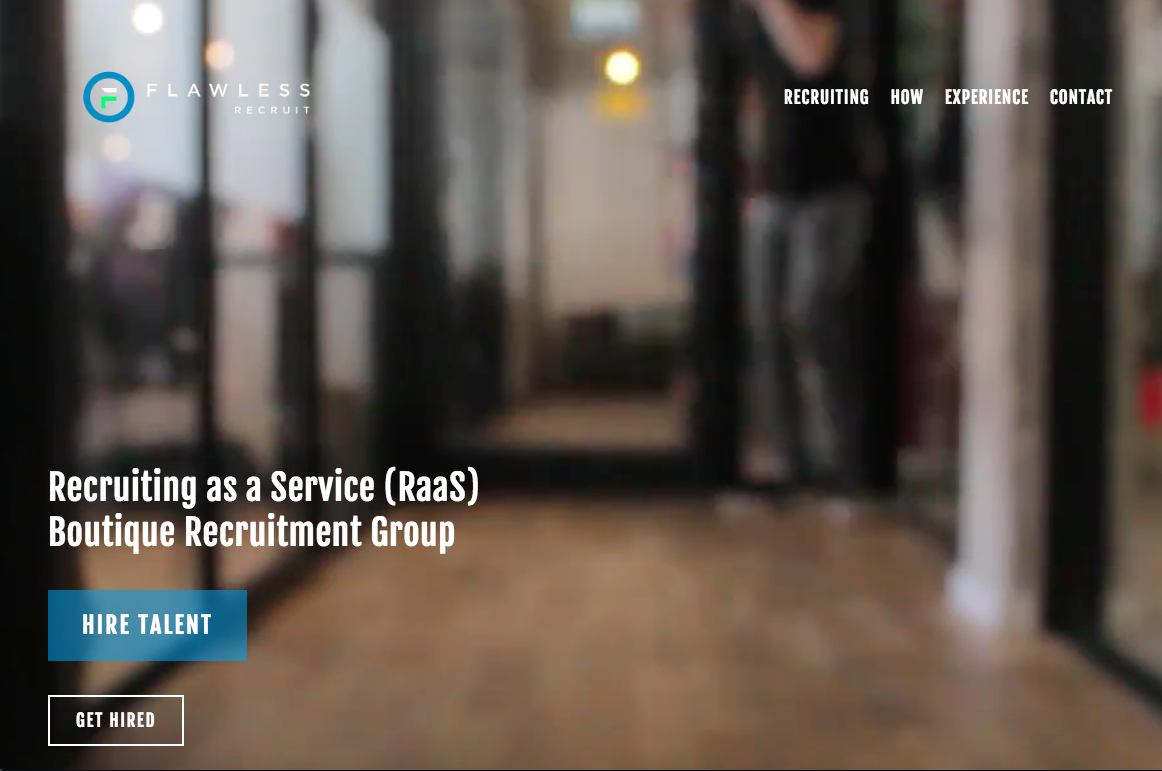 FLAWLESS
RECRUIT
RECRUITING HOW EXPERIENCE CONTACT
Recruiting as a Service (RaaS)
Boutique Recruitment Group
HIRE TALENT
GET HIRED